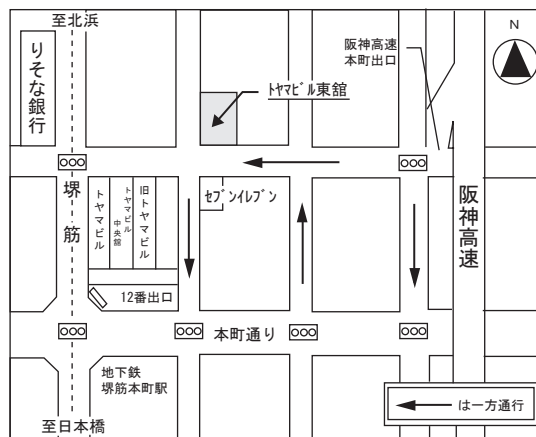 至北浜
りそな銀行
阪神高速
本町出口
N
トヤマビル東館
堺筋
トヤマビル
トヤマビル
中央館
旧トヤマビル
セブンイレブン
阪神高速
12番出口
本町通り
地下鉄
堺筋本町駅
至日本橋
は一方通行